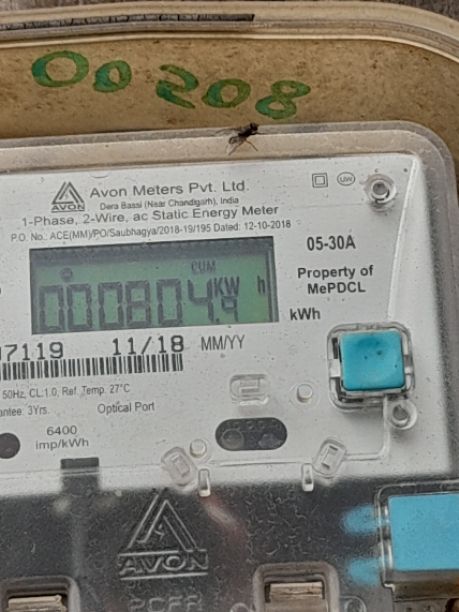 00208
AVON
Avon Meters Pvt. Ltd.
Dera Bassi (Near Chandigarh), India
1-Phase, 2-Wire, ac Static Energy Meter
P.O. No.: ACE(MM)/PO/Saubhagya/2018-19/195 Dated: 12-10-2018
05-30A
Property of
MePDCL
CUM
000804.9 KW h
kWh
7119 11/18 MM/YY
50Hz, CL:1.0, Ref. Temp. 27°C
antee: 3Yrs. Optical Port
6400
imp/kWh
AVON